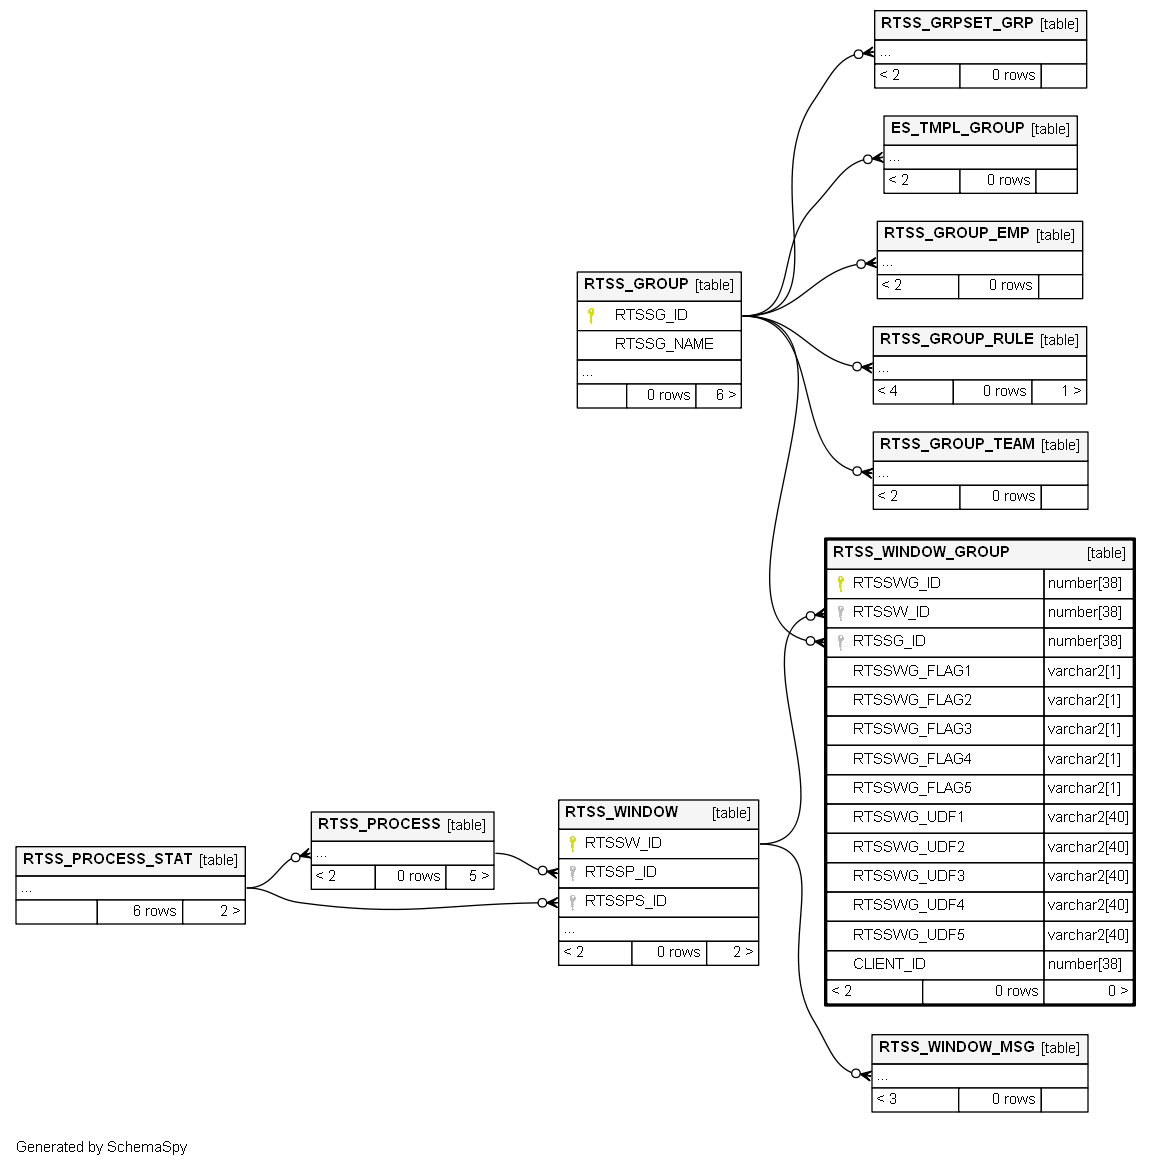 RTSS_GRPSET_GRP [table]
...
< 2 0 rows
ES_TMPL_GROUP [table]
...
< 2 0 rows
RTSS_GROUP_EMP [table]
...
< 2 0 rows
RTSS_GROUP [table]
RTSSG_ID
RTSSG_NAME
...
0 rows 6 >
RTSS_GROUP_RULE [table]
...
< 4 0 rows 1 >
RTSS_GROUP_TEAM [table]
...
< 2 0 rows
RTSS_WINDOW_GROUP [table]
RTSSWG_ID number[38]
RTSSW_ID number[38]
RTSSG_ID number[38]
RTSSWG_FLAG1 varchar2[1]
RTSSWG_FLAG2 varchar2[1]
RTSSWG_FLAG3 varchar2[1]
RTSSWG_FLAG4 varchar2[1]
RTSSWG_FLAG5 varchar2[1]
RTSSWG_UDF1 varchar2[40]
RTSSWG_UDF2 varchar2[40]
RTSSWG_UDF3 varchar2[40]
RTSSWG_UDF4 varchar2[40]
RTSSWG_UDF5 varchar2[40]
CLIENT_ID number[38]
< 2 0 rows 0 >
RTSS_WINDOW [table]
RTSSW_ID
RTSSP_ID
RTSSPS_ID
...
< 2 0 rows 2 >
RTSS_PROCESS [table]
...
< 2 0 rows 5 >
RTSS_PROCESS_STAT [table]
...
6 rows 2 >
RTSS_WINDOW_MSG [table]
...
< 3 0 rows
Generated by SchemaSpy